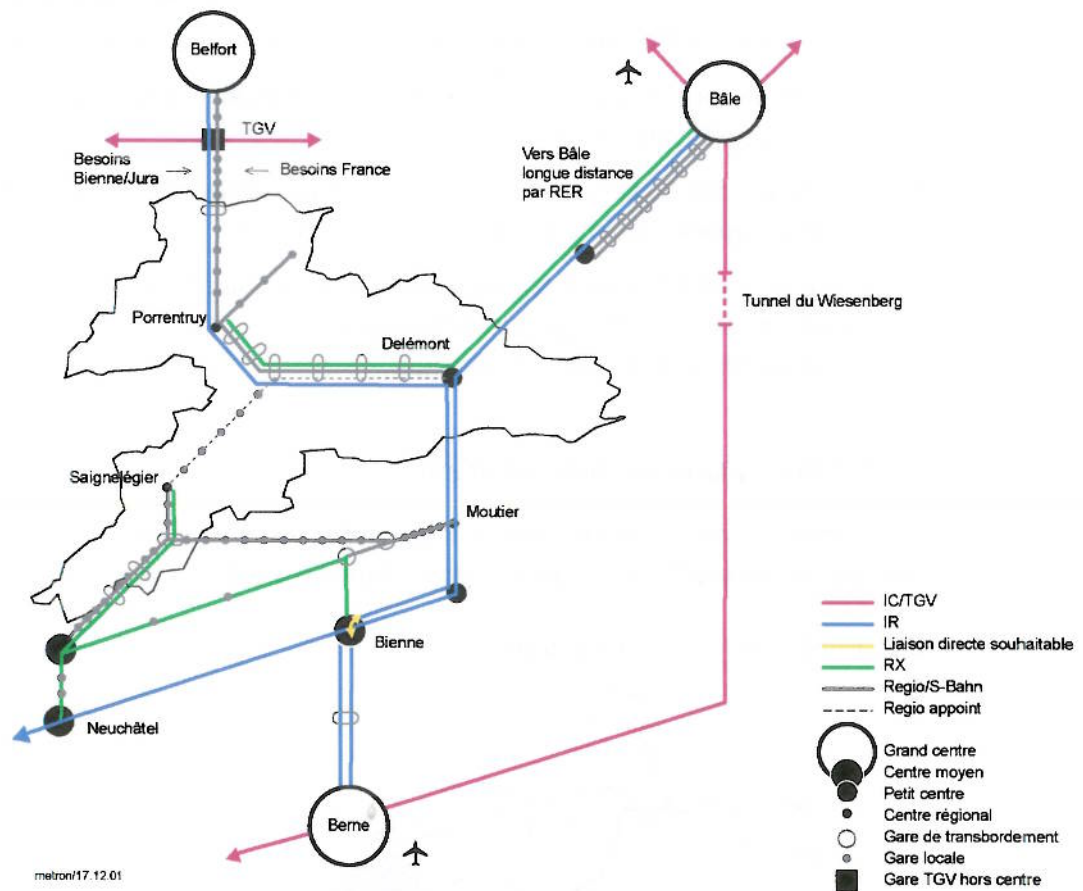 Belfort
Bâle
TGV
Besoins
Bienne/Jura
Besoins France
Vers Bâle
longue distance
par RER
Tunnel du Wiesenberg
Porrentruy
Delémont
Saignelégier
Moutier
Bienne
Neuchâtel
Berne
IC/TGV
IR
Liaison directe souhaitable
RX
Regio/S-Bahn
Regio appoint
Grand centre
Centre moyen
Petit centre
Centre régional
Gare de transbordement
Gare locale
Gare TGV hors centre
metron/17.12.01